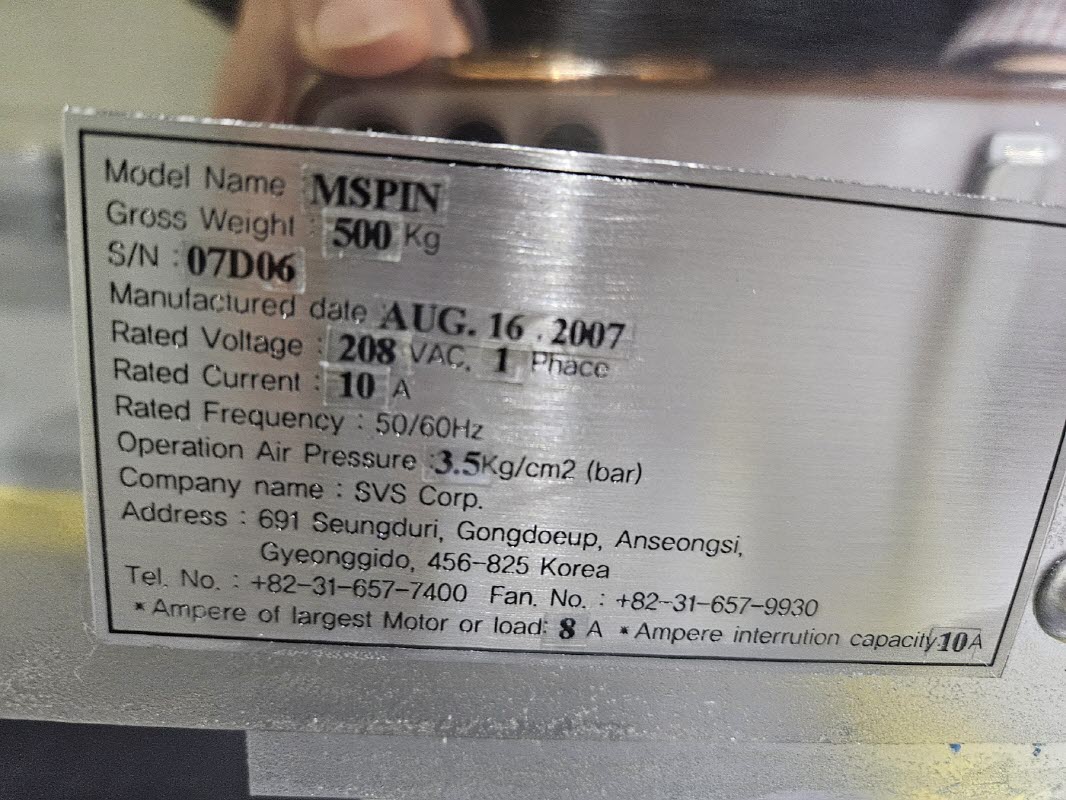 Model Name MSPIN
Gross Weight : 500 Kg
S/N : 07D06
Manufactured date AUG. 16 . 2007
Rated Voltage : 208 VAC, 1 Phace
Rated Current : 10 A
Rated Frequency : 50/60Hz
Operation Air Pressure :3.5Kg/cm2 (bar)
Company name : SVS Corp.
Address : 691 Seungduri, Gongdoeup, Anseongsi,
Gyeonggido, 456-825 Korea
Tel. No. : +82-31-657-7400 Fan. No. : +82-31-657-9930
*Ampere of largest Motor or load: 8 A *Ampere interrution capacity:10A